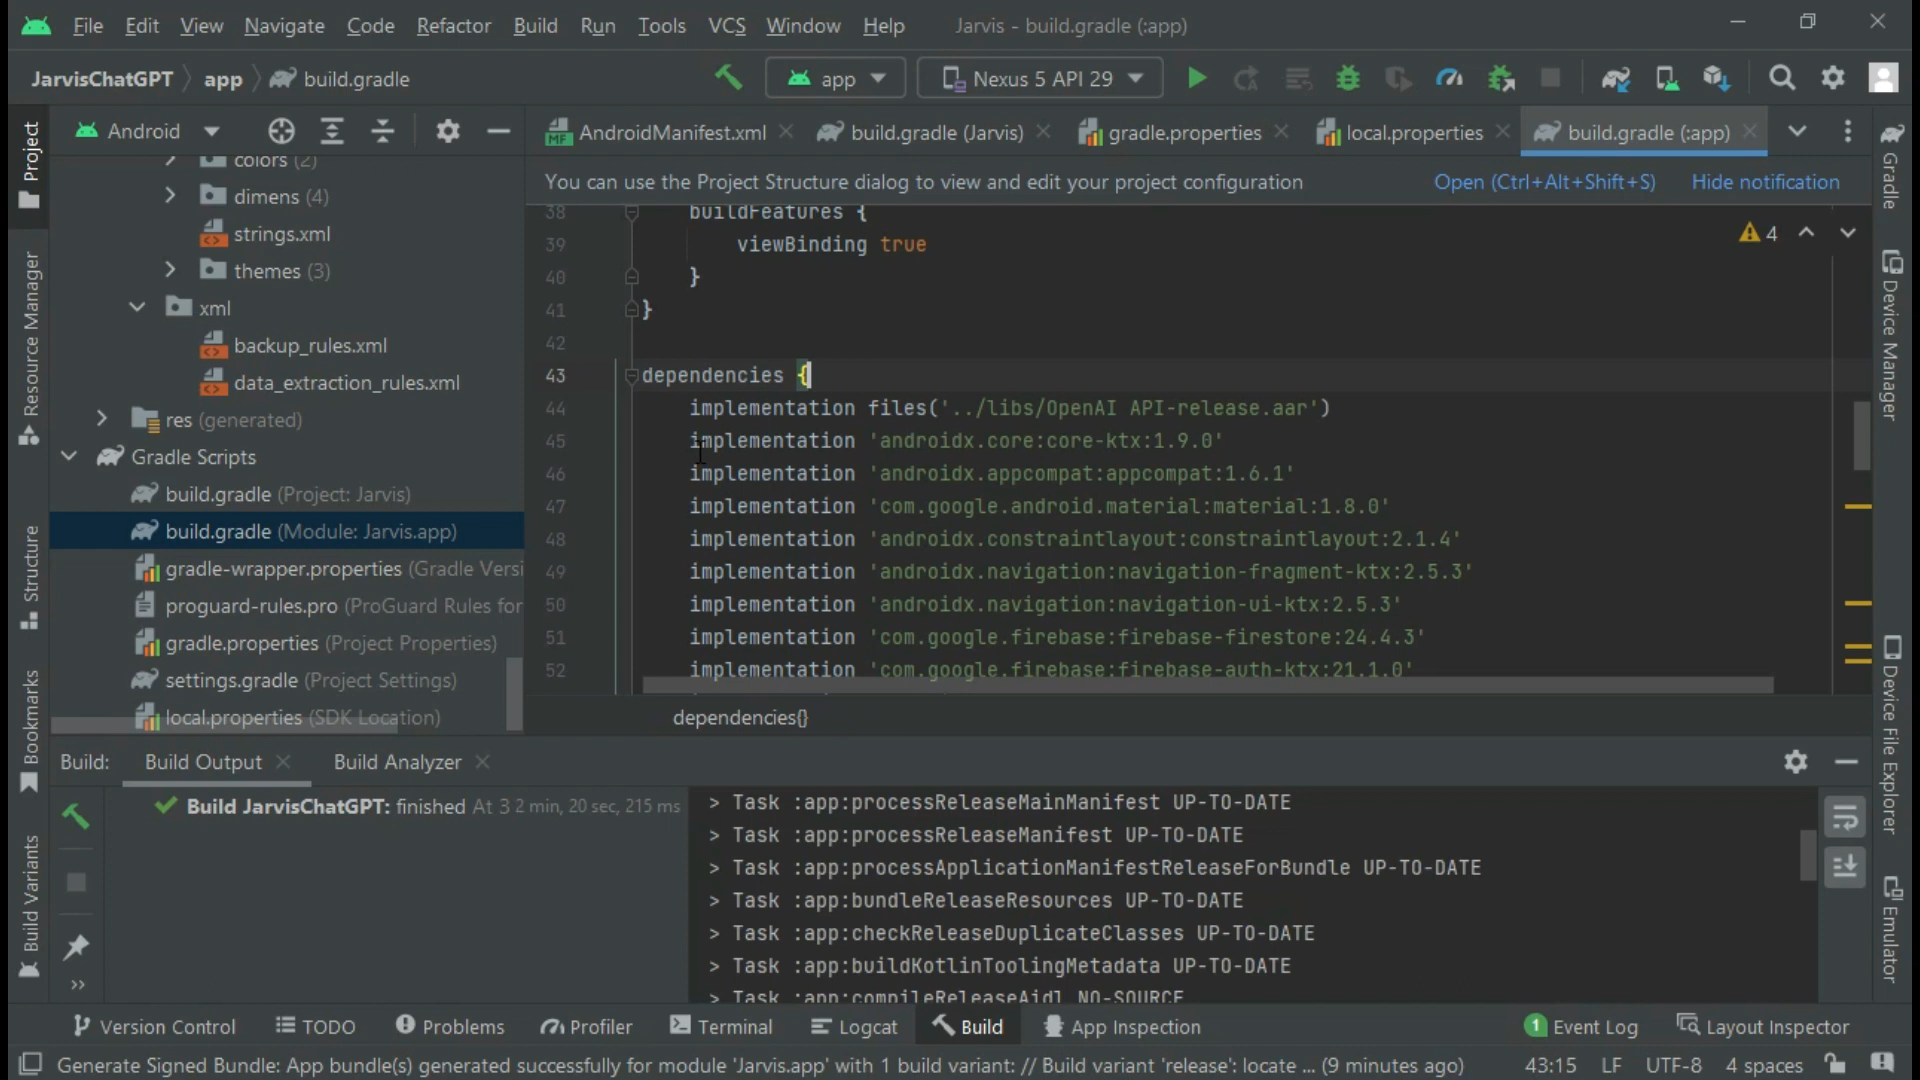 File Edit View Navigate Code Refactor Build Run Tools VCS Window Help Jarvis - build.gradle (:app)
JarvisChatGPT app build.gradle app Nexus 5 API 29
Android
AndroidManifest.xml build.gradle (Jarvis) gradle.properties local.properties build.gradle (:app)
You can use the Project Structure dialog to view and edit your project configuration Open (Ctrl+Alt+Shift+S) Hide notification
Project
Resource Manager
Structure
Bookmarks
Build Variants
colors (2)
dimens (4)
strings.xml
themes (3)
xml
backup_rules.xml
data_extraction_rules.xml
res (generated)
Gradle Scripts
build.gradle (Project: Jarvis)
build.gradle (Module: Jarvis.app)
gradle-wrapper.properties (Gradle Versi
proguard-rules.pro (ProGuard Rules for
gradle.properties (Project Properties)
settings.gradle (Project Settings)
local.properties (SDK Location)
38 buildFeatures {
39 viewBinding true
40 }
41 }
42
43 dependencies {
44 implementation files('../libs/OpenAI API-release.aar')
45 implementation 'androidx.core:core-ktx:1.9.0'
46 implementation 'androidx.appcompat:appcompat:1.6.1'
47 implementation 'com.google.android.material:material:1.8.0'
48 implementation 'androidx.constraintlayout:constraintlayout:2.1.4'
49 implementation 'androidx.navigation:navigation-fragment-ktx:2.5.3'
50 implementation 'androidx.navigation:navigation-ui-ktx:2.5.3'
51 implementation 'com.google.firebase:firebase-firestore:24.4.3'
52 implementation 'com.google.firebase:firebase-auth-ktx:21.1.0'
4
dependencies{}
Gradle
Device Manager
Device File Explorer
Emulator
Build: Build Output Build Analyzer
Build JarvisChatGPT: finished At 3 2 min, 20 sec, 215 ms
> Task :app:processReleaseMainManifest UP-TO-DATE
> Task :app:processReleaseManifest UP-TO-DATE
> Task :app:processApplicationManifestReleaseForBundle UP-TO-DATE
> Task :app:bundleReleaseResources UP-TO-DATE
> Task :app:checkReleaseDuplicateClasses UP-TO-DATE
> Task :app:buildKotlinToolingMetadata UP-TO-DATE
> Task :app:compileReleaseAidl NO-SOURCE
Version Control TODO Problems Profiler Terminal Logcat Build App Inspection 1 Event Log Layout Inspector
Generate Signed Bundle: App bundle(s) generated successfully for module 'Jarvis.app' with 1 build variant: // Build variant 'release': locate ... (9 minutes ago) 43:15 LF UTF-8 4 spaces